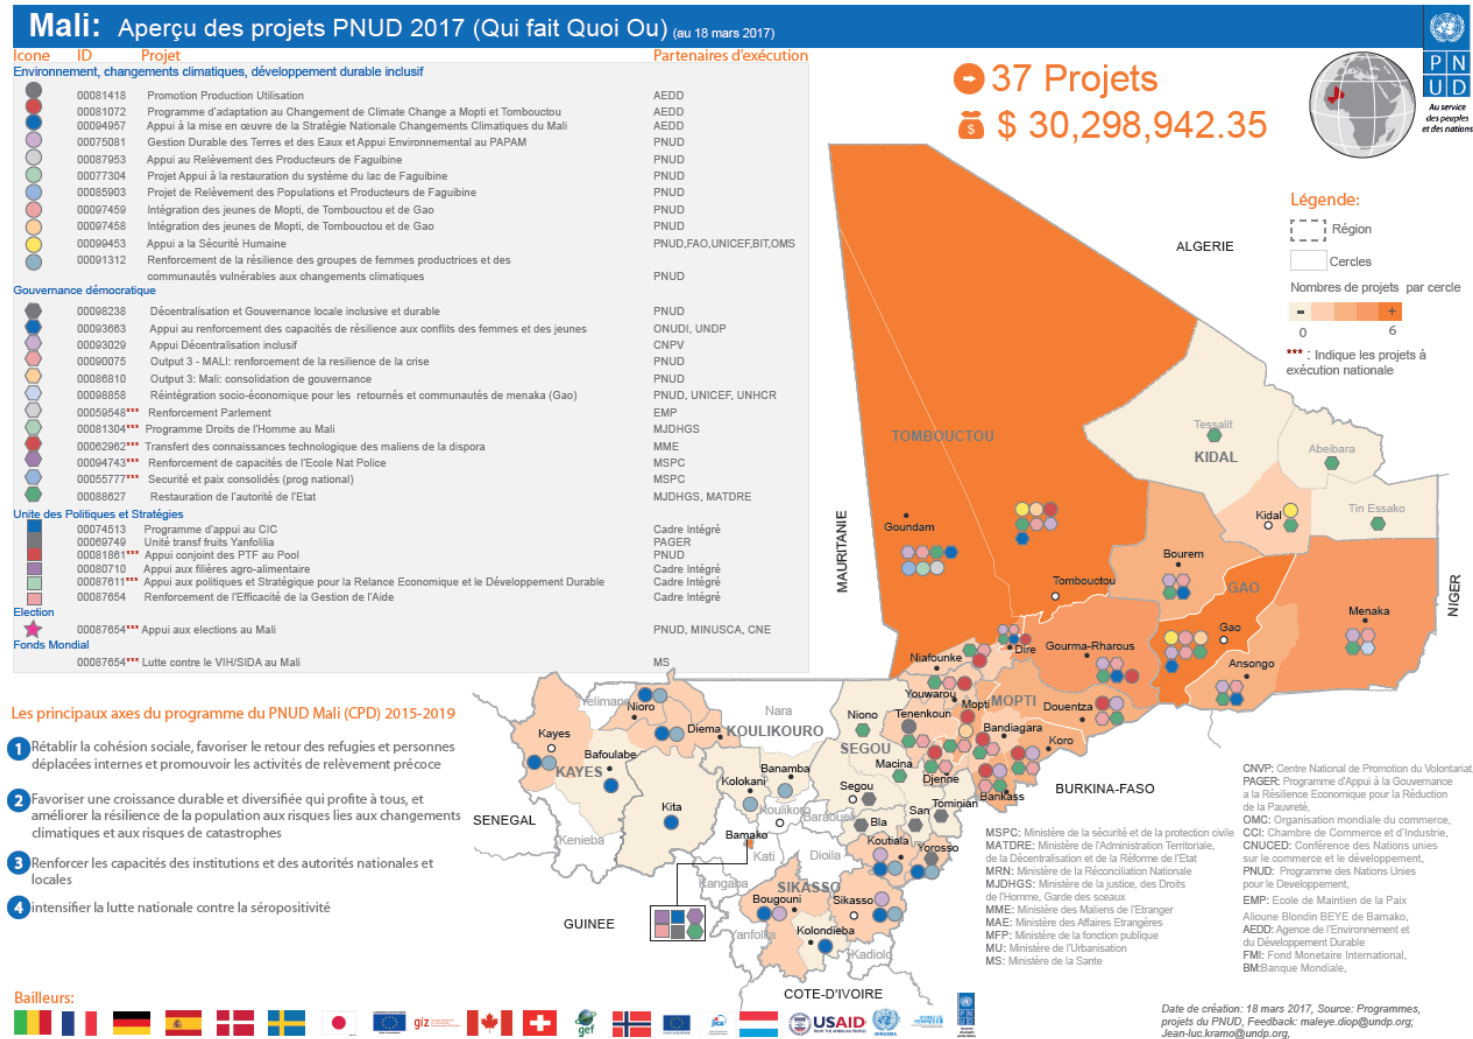 Mali: Aperçu des projets PNUD 2017 (Qui fait Quoi Ou) (au 18 mars 2017)
P N
U D
Au service
des peuples
et des nations
Icone ID Projet Partenaires d'exécution
Environnement, changements climatiques, développement durable inclusif
00081418 Promotion Production Utilisation AEDD
00081072 Programme d'adaptation au Changement de Climate Change a Mopti et Tombouctou AEDD
00094957 Appui à la mise en œuvre de la Stratégie Nationale Changements Climatiques du Mali AEDD
00075081 Gestion Durable des Terres et des Eaux et Appui Environnemental au PAPAM PNUD
00087953 Appui au Relèvement des Producteurs de Faguibine PNUD
00077304 Projet Appui à la restauration du système du lac de Faguibine PNUD
00085903 Projet de Relèvement des Populations et Producteurs de Faguibine PNUD
00097459 Intégration des jeunes de Mopti, de Tombouctou et de Gao PNUD
00097458 Intégration des jeunes de Mopti, de Tombouctou et de Gao PNUD
00099453 Appui a la Sécurité Humaine PNUD,FAO,UNICEF,BIT,OMS
00091312 Renforcement de la résilience des groupes de femmes productrices et des
communautés vulnérables aux changements climatiques PNUD
Gouvernance démocratique
00098238 Décentralisation et Gouvernance locale inclusive et durable PNUD
00093663 Appui au renforcement des capacités de résilience aux conflits des femmes et des jeunes ONUDI, UNDP
00093029 Appui Décentralisation inclusif CNPV
00090075 Output 3 - MALI: renforcement de la resilience de la crise PNUD
00086810 Output 3: Mali: consolidation de gouvernance PNUD
00098858 Réintégration socio-économique pour les retournés et communautés de menaka (Gao) PNUD, UNICEF, UNHCR
00059548*** Renforcement Parlement EMP
00081304*** Programme Droits de l'Homme au Mali MJDHGS
00062962*** Transfert des connaissances technologique des maliens de la dispora MME
00094743*** Renforcement de capacités de l'Ecole Nat Police MSPC
00055777*** Securité et paix consolidés (prog national) MSPC
00088627 Restauration de l'autorité de l'Etat MJDHGS, MATDRE
Unite des Politiques et Stratégies
00074513 Programme d'appui au CIC Cadre Intégré
00069749 Unité transf fruits Yanfolilia PAGER
00081861*** Appui conjoint des PTF au Pool PNUD
00080710 Appui aux filières agro-alimentaire Cadre Intégré
00087611*** Appui aux politiques et Stratégique pour la Relance Economique et le Développement Durable Cadre Intégré
00087654 Renforcement de l'Efficacité de la Gestion de l'Aide Cadre Intégré
Election
00087654*** Appui aux elections au Mali PNUD, MINUSCA, CNE
Fonds Mondial
00087654*** Lutte contre le VIH/SIDA au Mali MS
37 Projets
$ 30,298,942.35
Légende:
Région
Cercles
Nombres de projets par cercle
- +
0 6
*** : Indique les projets à
exécution nationale
ALGERIE
MAURITANIE
NIGER
BURKINA-FASO
SENEGAL
GUINEE
COTE-D'IVOIRE
TOMBOUCTOU
Tessalit
KIDAL
Abeibara
Kidal
Tin Essako
Goundam
Tombouctou
Bourem
GAO
Gao
Menaka
Ansongo
Gourma-Rharous
Dire
Niafounke
Youwarou
Mopti
MOPTI
Douentza
Tenenkoun
Bandiagara
Koro
Djenne
Bankass
Niono
SEGOU
Macina
Segou
San
Tominian
Bla
Baraoueli
Nara
KOULIKOURO
Banamba
Kolokani
Koulikoro
Bamako
Kati
Dioila
Kangaba
Yelimane
Nioro
Diema
Kayes
Bafoulabe
KAYES
Kita
Kenieba
Koutiala
Yorosso
SIKASSO
Bougouni
Sikasso
Yanfolila
Kolondieba
Kadiolo
Les principaux axes du programme du PNUD Mali (CPD) 2015-2019
1 Rétablir la cohésion sociale, favoriser le retour des refugies et personnes
déplacées internes et promouvoir les activités de relèvement précoce
2 Favoriser une croissance durable et diversifiée qui profite à tous, et
améliorer la résilience de la population aux risques lies aux changements
climatiques et aux risques de catastrophes
3 Renforcer les capacités des institutions et des autorités nationales et
locales
4 intensifier la lutte nationale contre la séropositivité
MSPC: Ministère de la sécurité et de la protection civile
MATDRE: Ministère de l'Administration Territoriale,
de la Décentralisation et de la Réforme de l'Etat
MRN: Ministère de la Réconciliation Nationale
MJDHGS: Ministère de la justice, des Droits
de l'Homme, Garde des sceaux
MME: Ministère des Maliens de l'Etranger
MAE: Ministère des Affaires Etrangères
MFP: Ministère de la fonction publique
MU: Ministère de l'Urbanisation
MS: Ministère de la Sante
CNVP: Centre National de Promotion du Volontariat
PAGER: Programme d'Appui à la Gouvernance
a la Résilience Economique pour la Réduction
de la Pauvreté,
OMC: Organisation mondiale du commerce,
CCI: Chambre de Commerce et d'Industrie,
CNUCED: Conférence des Nations unies
sur le commerce et le développement,
PNUD: Programme des Nations Unies
pour le Developpement,
EMP: Ecole de Maintien de la Paix
Alioune Blondin BEYE de Bamako,
AEDD: Agence de l'Environnement et
du Développement Durable
FMI: Fond Monetaire International,
BM:Banque Mondiale,
Bailleurs:
giz
gef
USAID
Date de création: 18 mars 2017, Source: Programmes,
projets du PNUD, Feedback: maleye.diop@undp.org;
Jean-luc.kramo@undp.org,